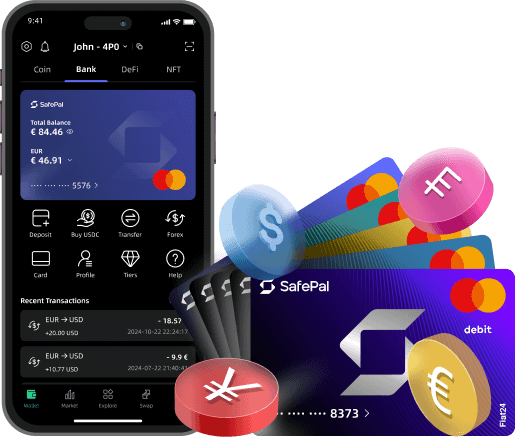 9:41
John - 4P0
Coin Bank DeFi NFT
SafePal
Total Balance
€ 84.46
EUR
€ 46.91
.... .... .... 5576
Deposit Buy USDC Transfer Forex
Card Profile Tiers Help
Recent Transactions
EUR → USD - 18.57
+20.00 USD 2024-10-22 22:24:17
EUR → USD - 9.9 €
+10.77 USD 2024-07-22 21:40:41
Wallet Market Explore Swap
$
£
SafePal
debit
¥
€
.... .... 8373
Fiat24